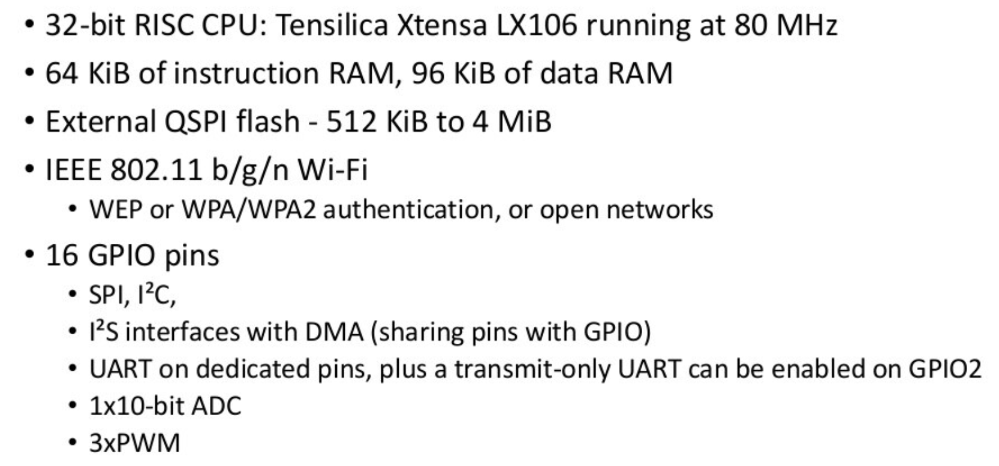 • 32-bit RISC CPU: Tensilica Xtensa LX106 running at 80 MHz
• 64 KiB of instruction RAM, 96 KiB of data RAM
• External QSPI flash - 512 KiB to 4 MiB
• IEEE 802.11 b/g/n Wi-Fi
• WEP or WPA/WPA2 authentication, or open networks
• 16 GPIO pins
• SPI, I²C,
• I²S interfaces with DMA (sharing pins with GPIO)
• UART on dedicated pins, plus a transmit-only UART can be enabled on GPIO2
• 1x10-bit ADC
• 3xPWM